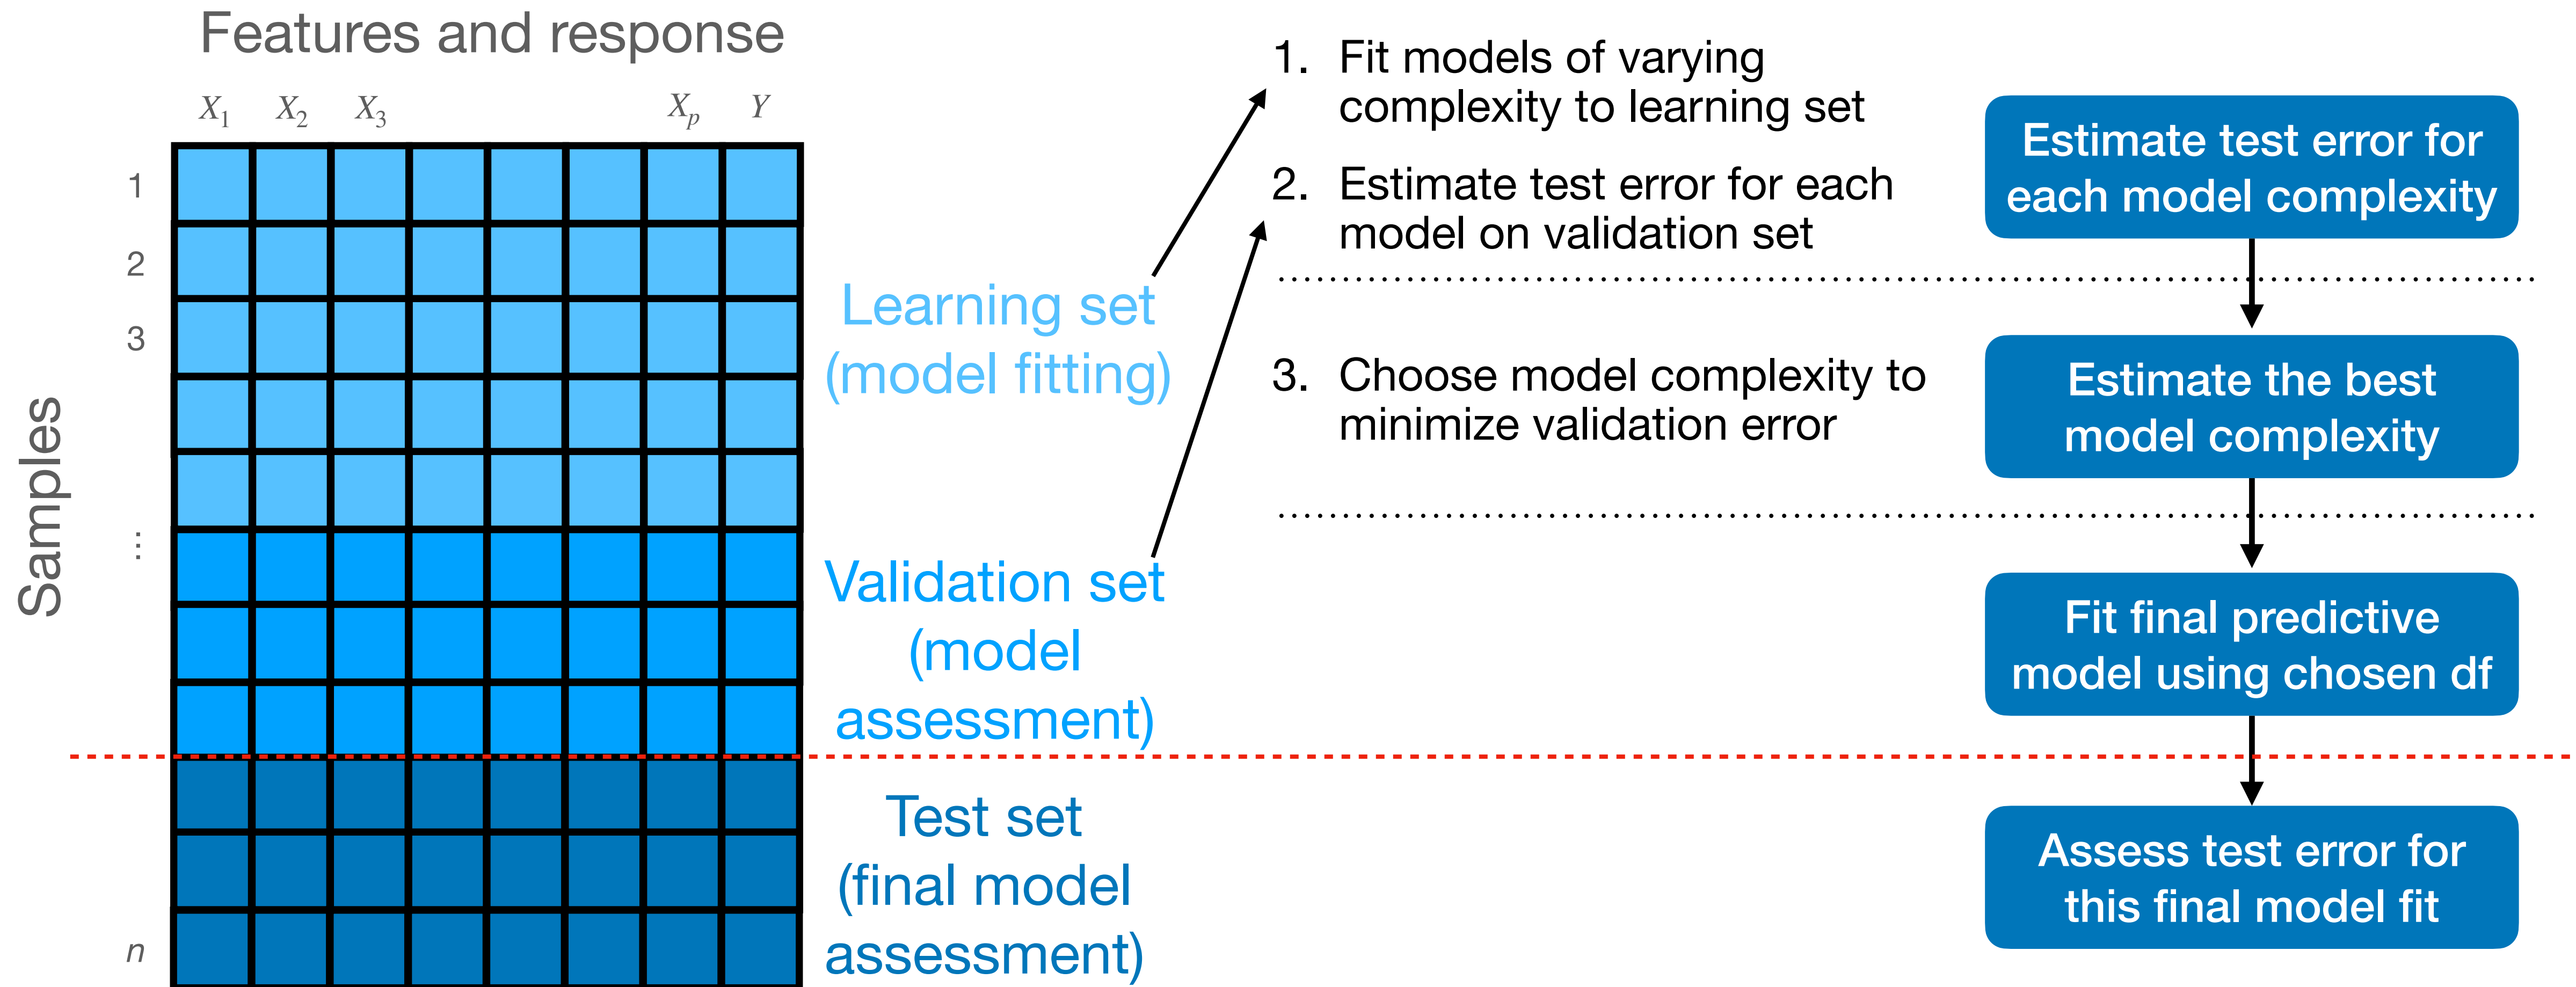 Features and response
X₁ X₂ X₃ Xₚ Y
Samples
1
2
3
⋮
n
Learning set
(model fitting)
Validation set
(model
assessment)
Test set
(final model
assessment)
1. Fit models of varying
complexity to learning set
2. Estimate test error for each
model on validation set
3. Choose model complexity to
minimize validation error
Estimate test error for
each model complexity
Estimate the best
model complexity
Fit final predictive
model using chosen df
Assess test error for
this final model fit